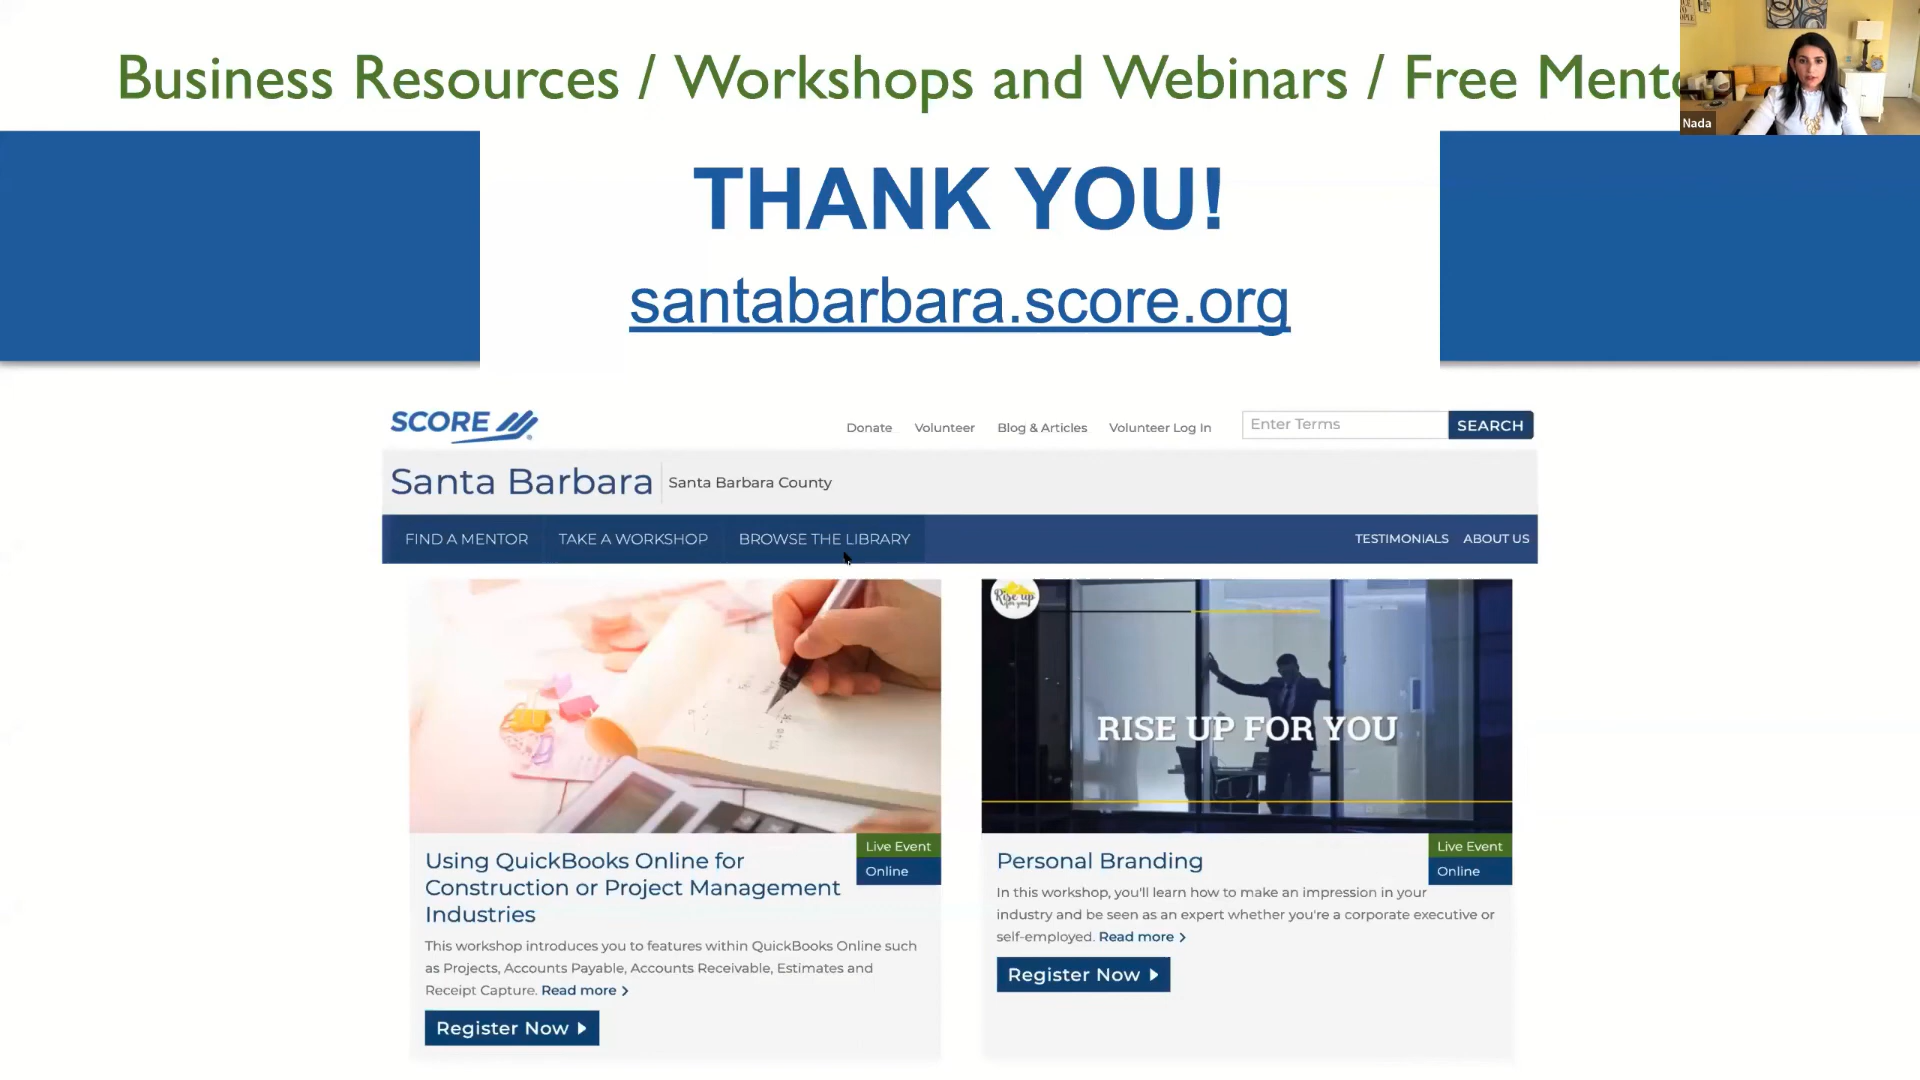 Business Resources / Workshops and Webinars / Free Mento
Nada
THANK YOU!
santabarbara.score.org
SCORE
Donate Volunteer Blog & Articles Volunteer Log In Enter Terms SEARCH
Santa Barbara Santa Barbara County
FIND A MENTOR TAKE A WORKSHOP BROWSE THE LIBRARY TESTIMONIALS ABOUT US
Rise up
for you
RISE UP FOR YOU
Live Event
Online
Using QuickBooks Online for
Construction or Project Management
Industries
This workshop introduces you to features within QuickBooks Online such
as Projects, Accounts Payable, Accounts Receivable, Estimates and
Receipt Capture. Read more >
Register Now
Live Event
Online
Personal Branding
In this workshop, you'll learn how to make an impression in your
industry and be seen as an expert whether you're a corporate executive or
self-employed. Read more >
Register Now